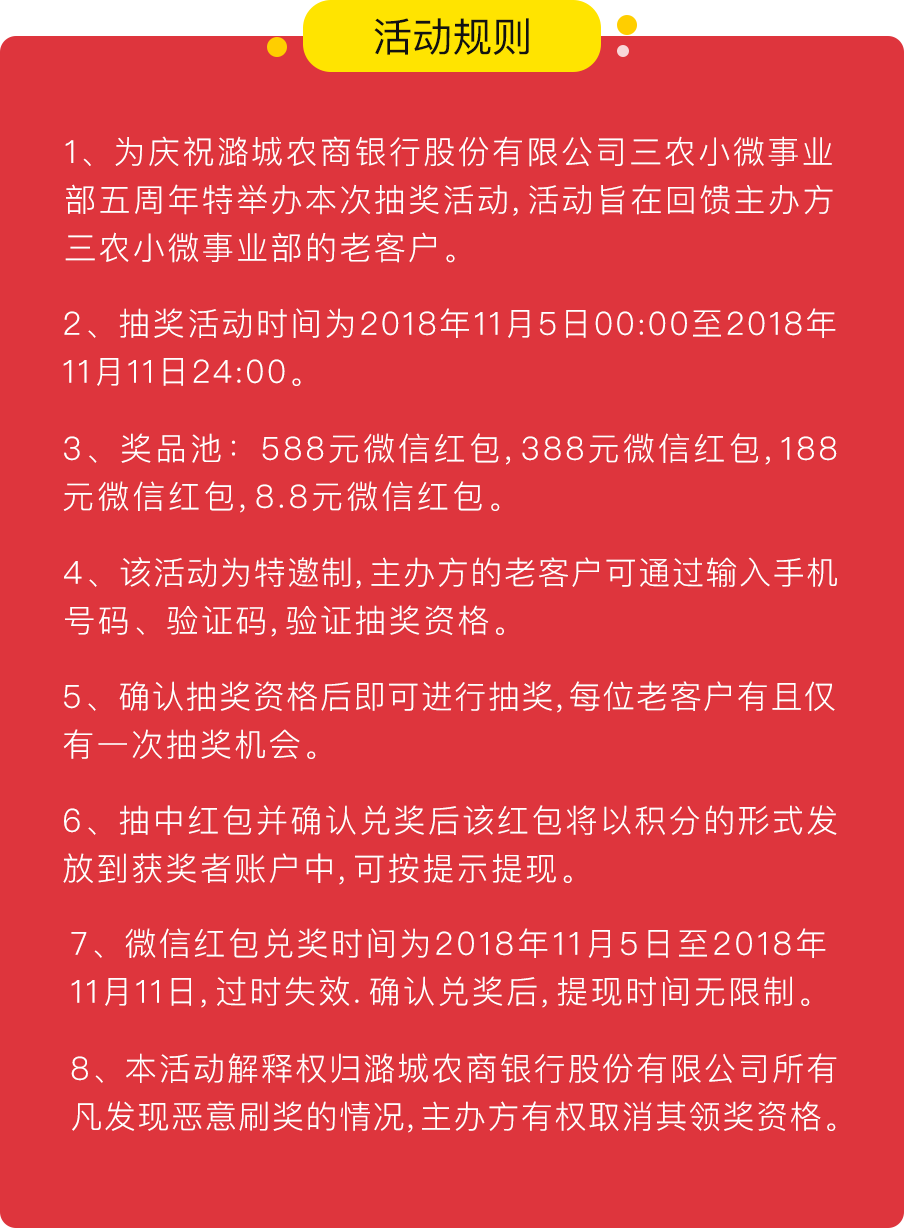 活动规则
1、为庆祝潞城农商银行股份有限公司三农小微事业
部五周年特举办本次抽奖活动,活动旨在回馈主办方
三农小微事业部的老客户。
2、抽奖活动时间为2018年11月5日00:00至2018年
11月11日24:00。
3、奖品池：588元微信红包,388元微信红包,188
元微信红包,8.8元微信红包。
4、该活动为特邀制,主办方的老客户可通过输入手机
号码、验证码,验证抽奖资格。
5、确认抽奖资格后即可进行抽奖,每位老客户有且仅
有一次抽奖机会。
6、抽中红包并确认兑奖后该红包将以积分的形式发
放到获奖者账户中,可按提示提现。
7、微信红包兑奖时间为2018年11月5日至2018年
11月11日,过时失效.确认兑奖后,提现时间无限制。
8、本活动解释权归潞城农商银行股份有限公司所有
凡发现恶意刷奖的情况,主办方有权取消其领奖资格。